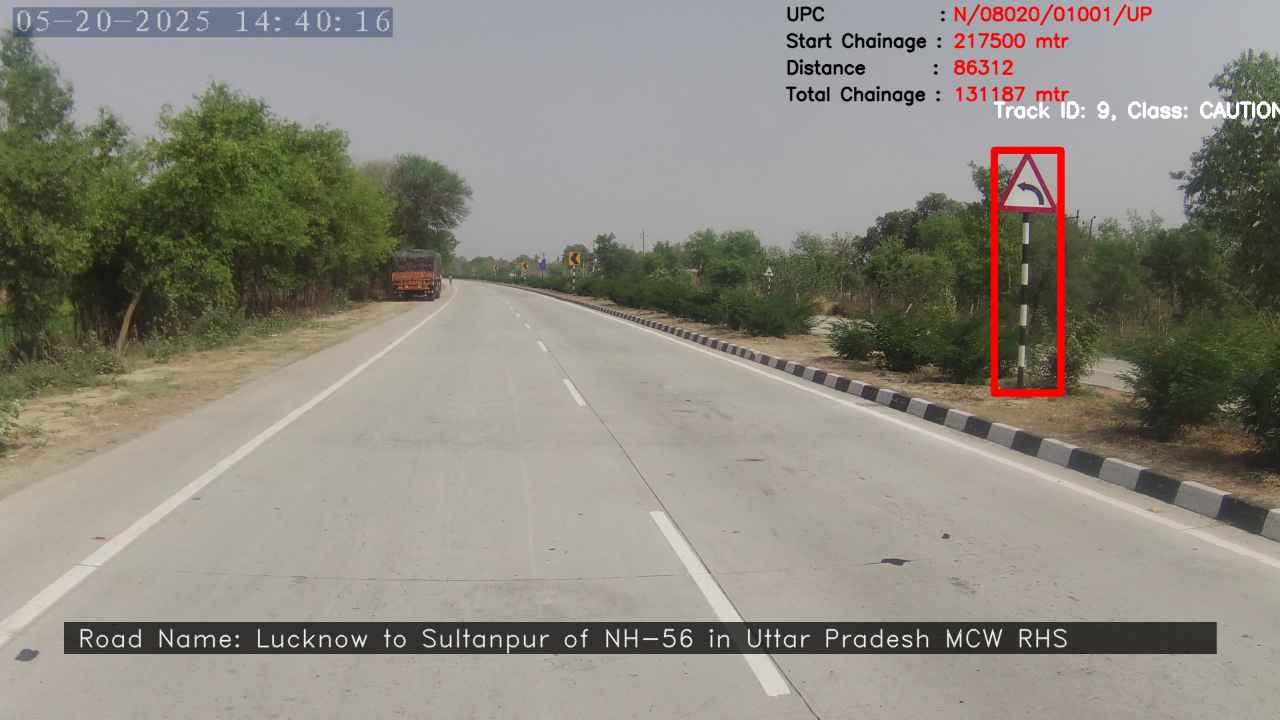 05-20-2025 14:40:16
UPC : N/08020/01001/UP
Start Chainage : 217500 mtr
Distance : 86312
Total Chainage : 131187 mtr
Track ID: 9, Class: CAUTION
Road Name: Lucknow to Sultanpur of NH-56 in Uttar Pradesh MCW RHS